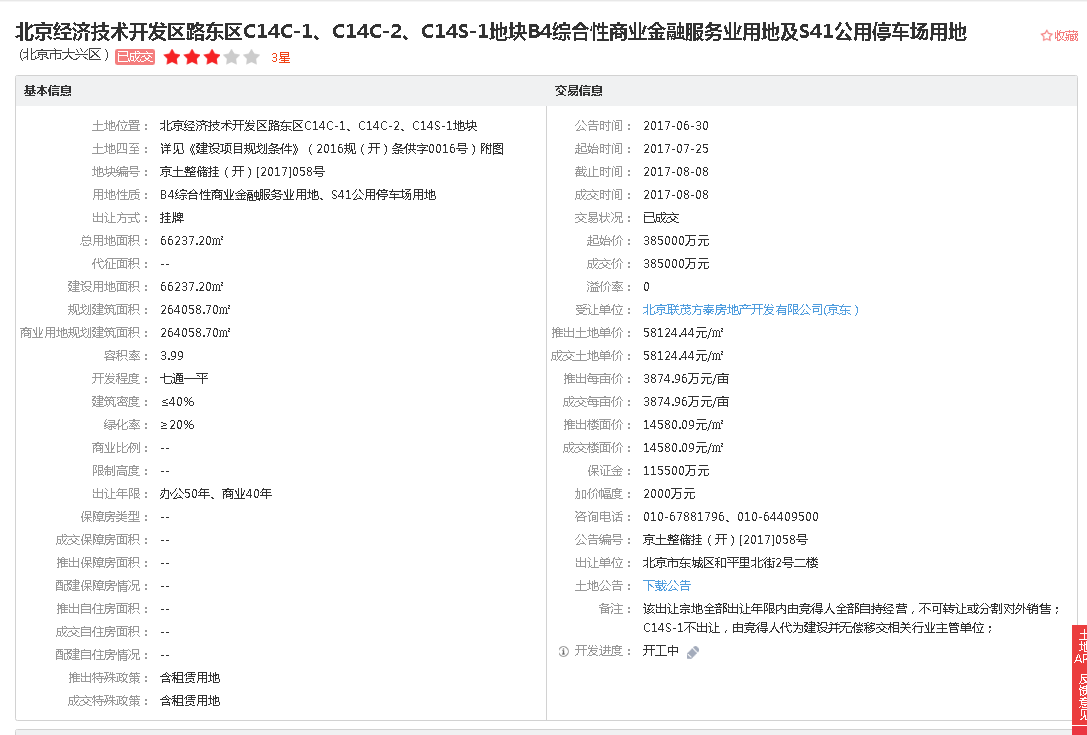 北京经济技术开发区路东区C14C-1、C14C-2、C14S-1地块B4综合性商业金融服务业用地及S41公用停车场用地
收藏
(北京市大兴区) 已成交 3星
基本信息
土地位置: 北京经济技术开发区路东区C14C-1、C14C-2、C14S-1地块
土地四至: 详见《建设项目规划条件》(2016规(开)条供字0016号)附图
地块编号: 京土整储挂(开)[2017]058号
用地性质: B4综合性商业金融服务业用地、S41公用停车场用地
出让方式: 挂牌
总用地面积: 66237.20㎡
代征面积: --
建设用地面积: 66237.20㎡
规划建筑面积: 264058.70㎡
商业用地规划建筑面积: 264058.70㎡
容积率: 3.99
开发程度: 七通一平
建筑密度: ≤40%
绿化率: ≥20%
商业比例: --
限制高度: --
出让年限: 办公50年、商业40年
保障房类型: --
成交保障房面积: --
推出保障房面积: --
配建保障房情况: --
推出自住房面积: --
成交自住房面积: --
配建自住房情况: --
推出特殊政策: 含租赁用地
成交特殊政策: 含租赁用地
交易信息
公告时间: 2017-06-30
起始时间: 2017-07-25
截止时间: 2017-08-08
成交时间: 2017-08-08
交易状况: 已成交
起始价: 385000万元
成交价: 385000万元
溢价率: 0
受让单位: 北京联茂方泰房地产开发有限公司(京东)
推出土地单价: 58124.44元/㎡
成交土地单价: 58124.44元/㎡
推出每亩价: 3874.96万元/亩
成交每亩价: 3874.96万元/亩
推出楼面价: 14580.09元/㎡
成交楼面价: 14580.09元/㎡
保证金: 115500万元
加价幅度: 2000万元
咨询电话: 010-67881796、010-64409500
公告编号: 京土整储挂(开)[2017]058号
出让单位: 北京市东城区和平里北街2号二楼
土地公告: 下载公告
备注: 该出让宗地全部出让年限内由竞得人全部自持经营,不可转让或分割对外销售;
C14S-1不出让,由竞得人代为建设并无偿移交相关行业主管单位;
开发进度: 开工中
土地AP
反馈意见